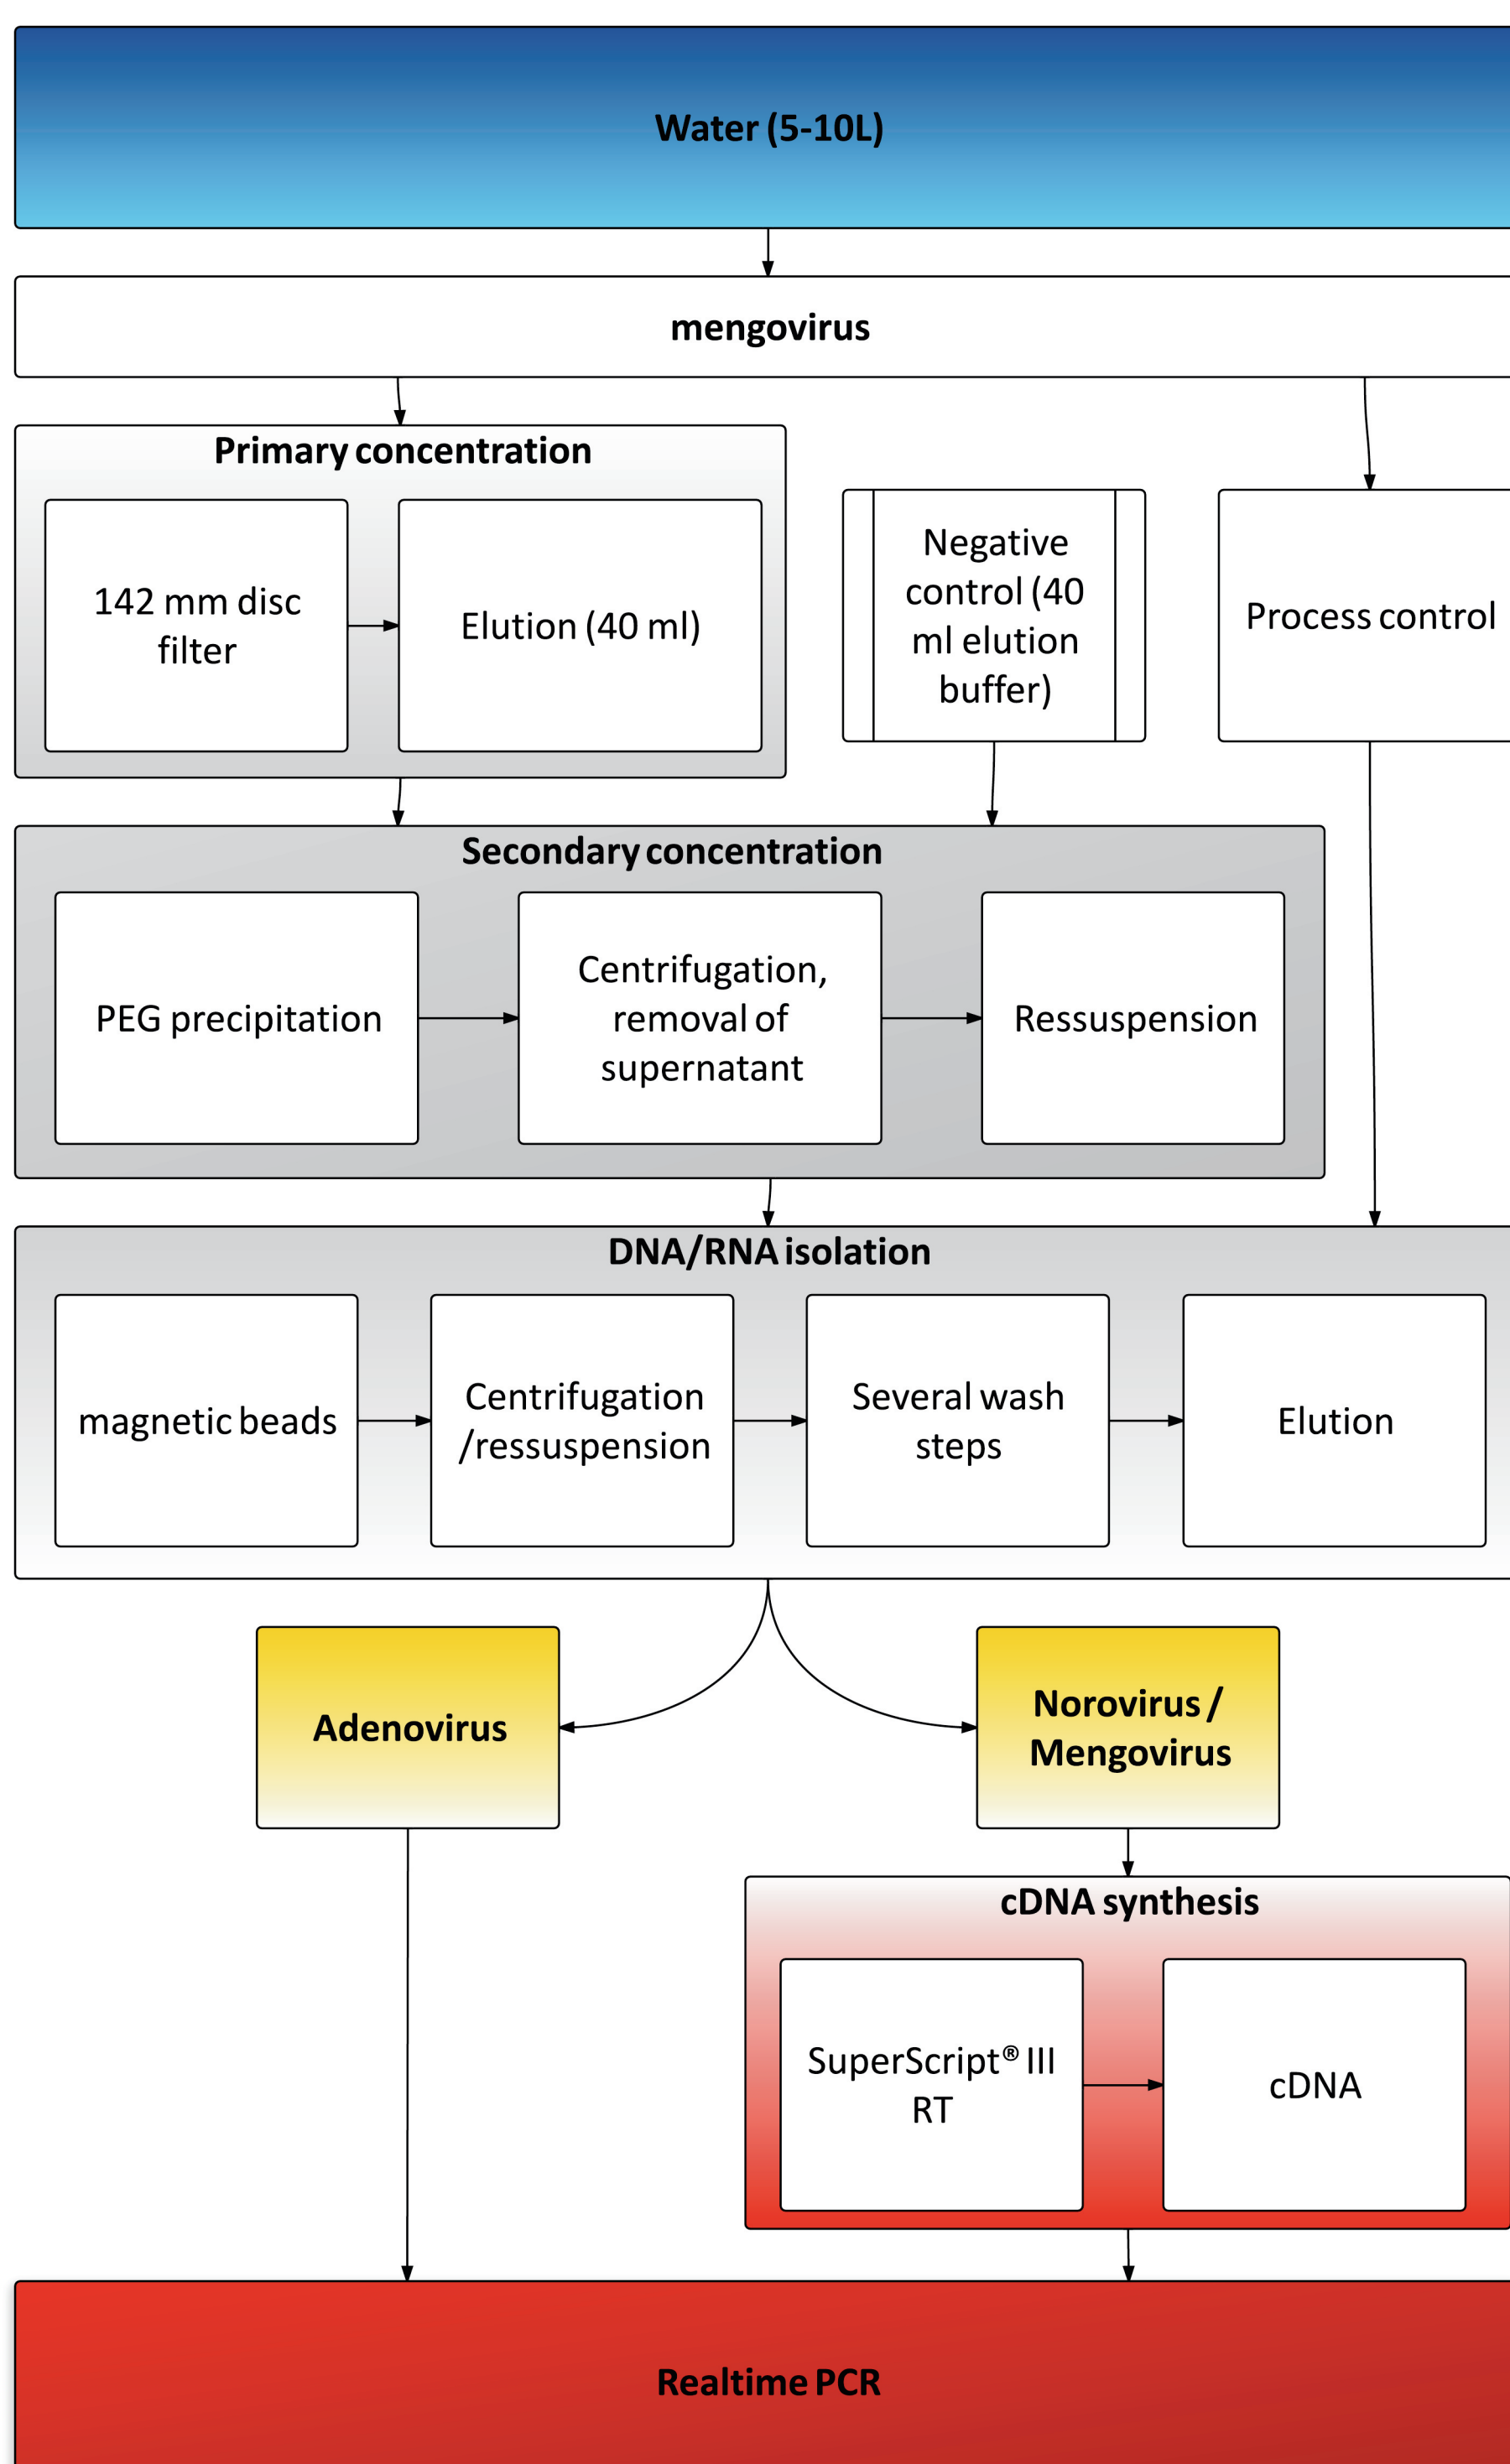 Water (5-10L)
mengovirus
Primary concentration
142 mm disc
filter
Elution (40 ml)
Negative
control (40
ml elution
buffer)
Process control
Secondary concentration
PEG precipitation
Centrifugation,
removal of
supernatant
Ressuspension
DNA/RNA isolation
magnetic beads
Centrifugation
/ressuspension
Several wash
steps
Elution
Adenovirus
Norovirus /
Mengovirus
cDNA synthesis
SuperScript® III
RT
cDNA
Realtime PCR